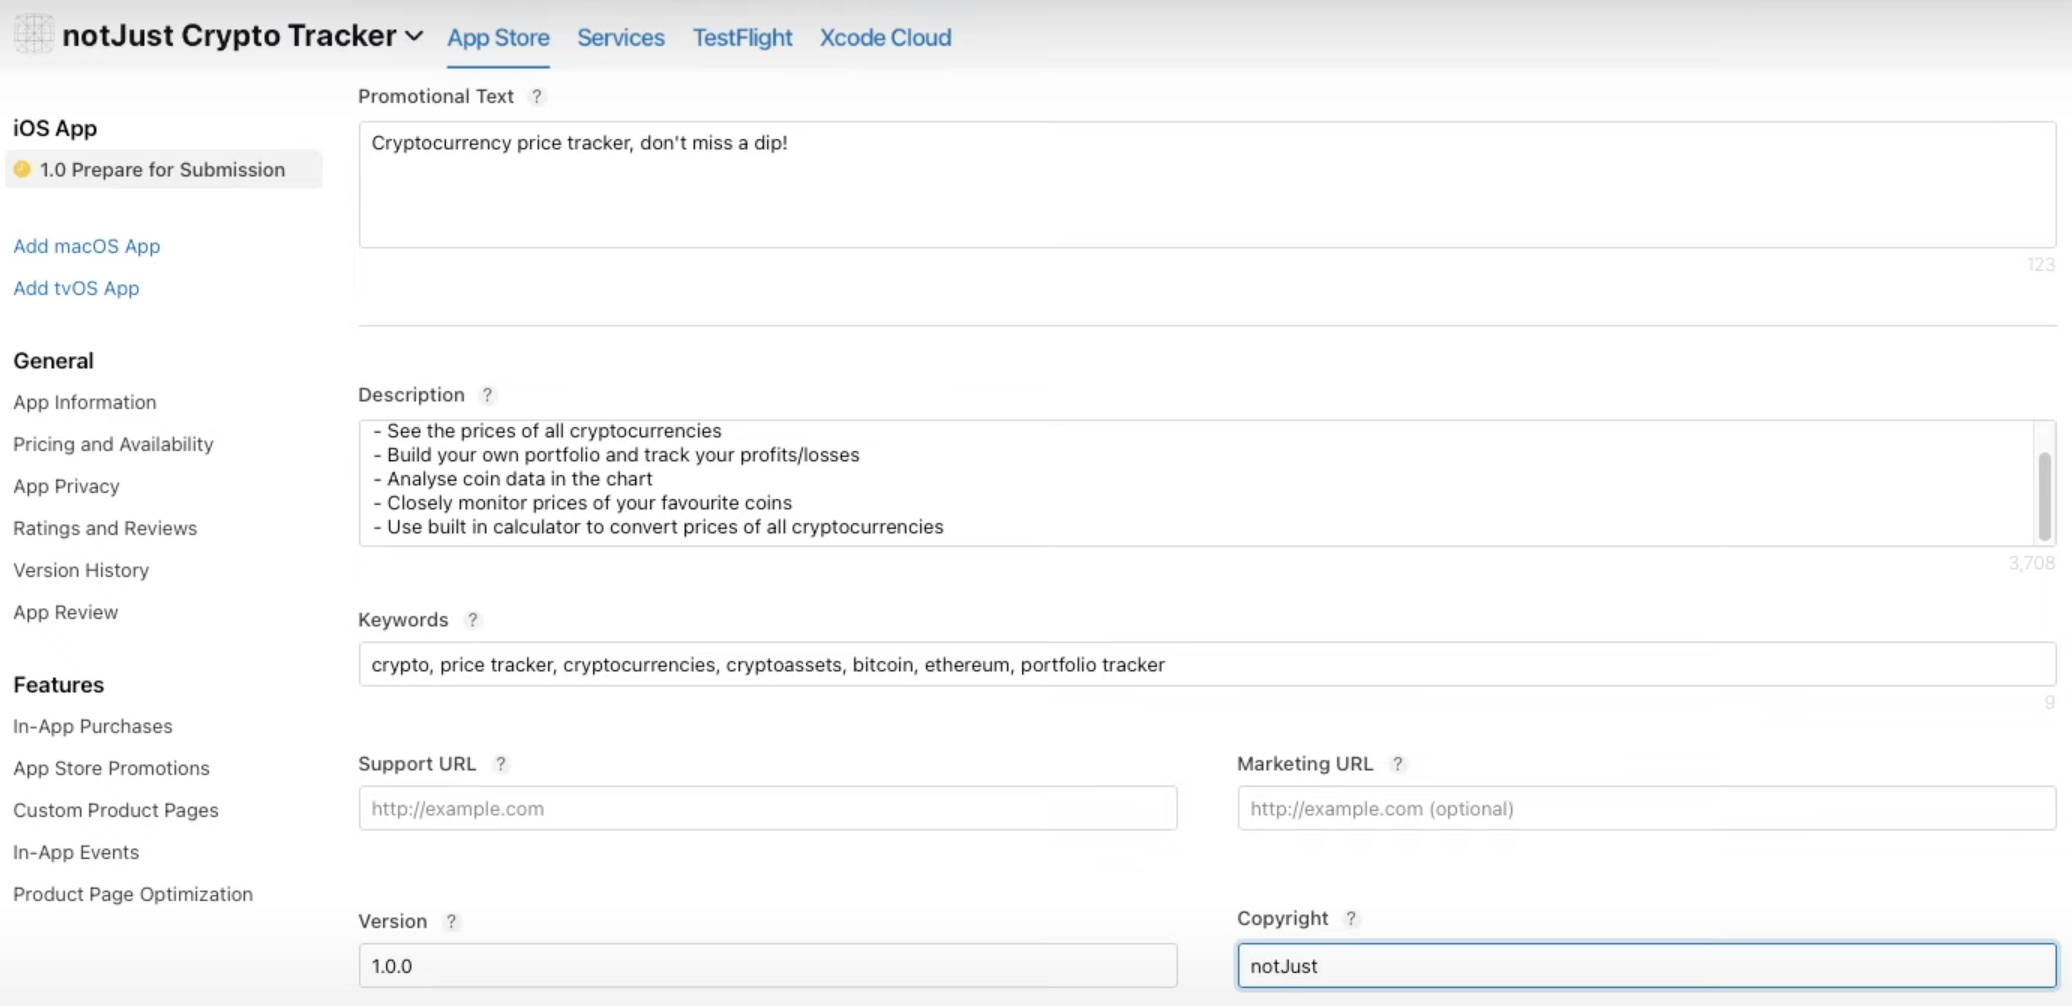 notJust Crypto Tracker App Store Services TestFlight Xcode Cloud
iOS App
1.0 Prepare for Submission
Add macOS App
Add tvOS App
General
App Information
Pricing and Availability
App Privacy
Ratings and Reviews
Version History
App Review
Features
In-App Purchases
App Store Promotions
Custom Product Pages
In-App Events
Product Page Optimization
Promotional Text ?
Cryptocurrency price tracker, don't miss a dip!
123
Description ?
- See the prices of all cryptocurrencies
- Build your own portfolio and track your profits/losses
- Analyse coin data in the chart
- Closely monitor prices of your favourite coins
- Use built in calculator to convert prices of all cryptocurrencies
3,708
Keywords ?
crypto, price tracker, cryptocurrencies, cryptoassets, bitcoin, ethereum, portfolio tracker
9
Support URL ?
http://example.com
Marketing URL ?
http://example.com (optional)
Version ?
1.0.0
Copyright ?
notJust